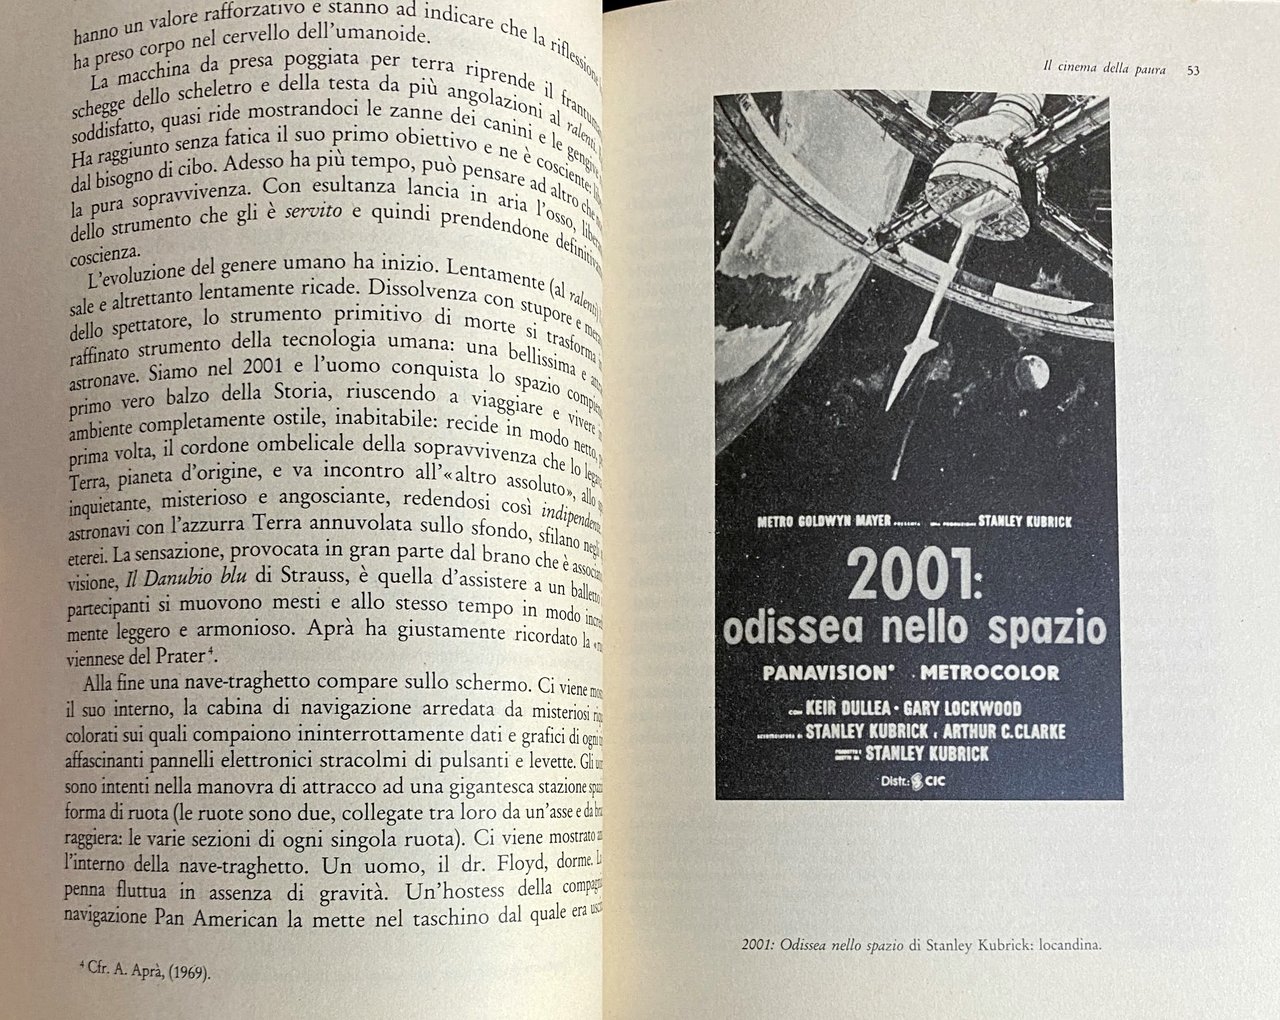 hanno un valore rafforzativo e stanno ad indicare che la riflessione
ha preso corpo nel cervello dell'umanoide.
La macchina da presa poggiata per terra riprende il
schegge dello scheletro e della testa da più angolazioni al ralenti.
soddisfatto, quasi ride mostrandoci le zanne dei canini e le gengive
Ha raggiunto senza fatica il suo primo obiettivo e ne è cosciente:
dal bisogno di cibo. Adesso ha più tempo, può pensare ad altro che
la pura sopravvivenza. Con esultanza lancia in aria l'osso,
dello strumento che gli è servito e quindi prendendone
coscienza.
L'evoluzione del genere umano ha inizio. Lentamente (al ralenti)
sale e altrettanto lentamente ricade. Dissolvenza con stupore e
dello spettatore, lo strumento primitivo di morte si trasforma
raffinato strumento della tecnologia umana: una bellissima e
astronave. Siamo nel 2001 e l'uomo conquista lo spazio
primo vero balzo della Storia, riuscendo a viaggiare e vivere
ambiente completamente ostile, inabitabile: recide in modo netto,
prima volta, il cordone ombelicale della sopravvivenza che lo
Terra, pianeta d'origine, e va incontro all'«altro assoluto», allo
inquietante, misterioso e angosciante, redendosi così
astronavi con l'azzurra Terra annuvolata sullo sfondo, sfilano
eterei. La sensazione, provocata in gran parte dal brano che è
visione, Il Danubio blu di Strauss, è quella d'assistere a un balletto
partecipanti si muovono mesti e allo stesso tempo in modo
mente leggero e armonioso. Aprà ha giustamente ricordato la
viennese del Prater⁴.
Alla fine una nave-traghetto compare sullo schermo. Ci viene
il suo interno, la cabina di navigazione arredata da misteriosi
colorati sui quali compaiono ininterrottamente dati e grafici di ogni
affascinanti pannelli elettronici stracolmi di pulsanti e levette. Gli
sono intenti nella manovra di attracco ad una gigantesca stazione
forma di ruota (le ruote sono due, collegate tra loro da un'asse e da
raggiera: le varie sezioni di ogni singola ruota). Ci viene mostrato
l'interno della nave-traghetto. Un uomo, il dr. Floyd, dorme.
penna fluttua in assenza di gravità. Un'hostess della
navigazione Pan American la mette nel taschino dal quale era
⁴ Cfr. A. Aprà, (1969).
Il cinema della paura 53
METRO GOLDWYN MAYER PRESENTA UNA PRODUZIONE STANLEY KUBRICK
2001:
odissea nello spazio
PANAVISION® METROCOLOR
CON KEIR DULLEA · GARY LOCKWOOD
STANLEY KUBRICK E ARTHUR C. CLARKE
STANLEY KUBRICK
Distr.: CIC
2001: Odissea nello spazio di Stanley Kubrick: locandina.